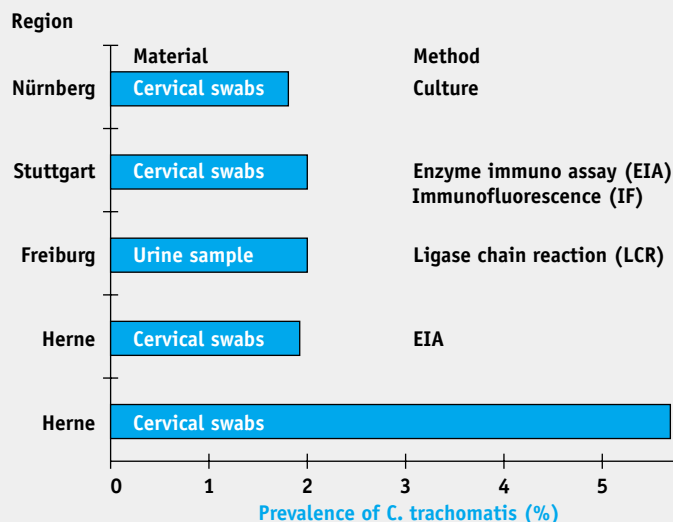 Region
Material Method
Nürnberg Cervical swabs Culture
Stuttgart Cervical swabs Enzyme immuno assay (EIA)
Immunofluorescence (IF)
Freiburg Urine sample Ligase chain reaction (LCR)
Herne Cervical swabs EIA
Herne Cervical swabs
0 1 2 3 4 5
Prevalence of C. trachomatis (%)